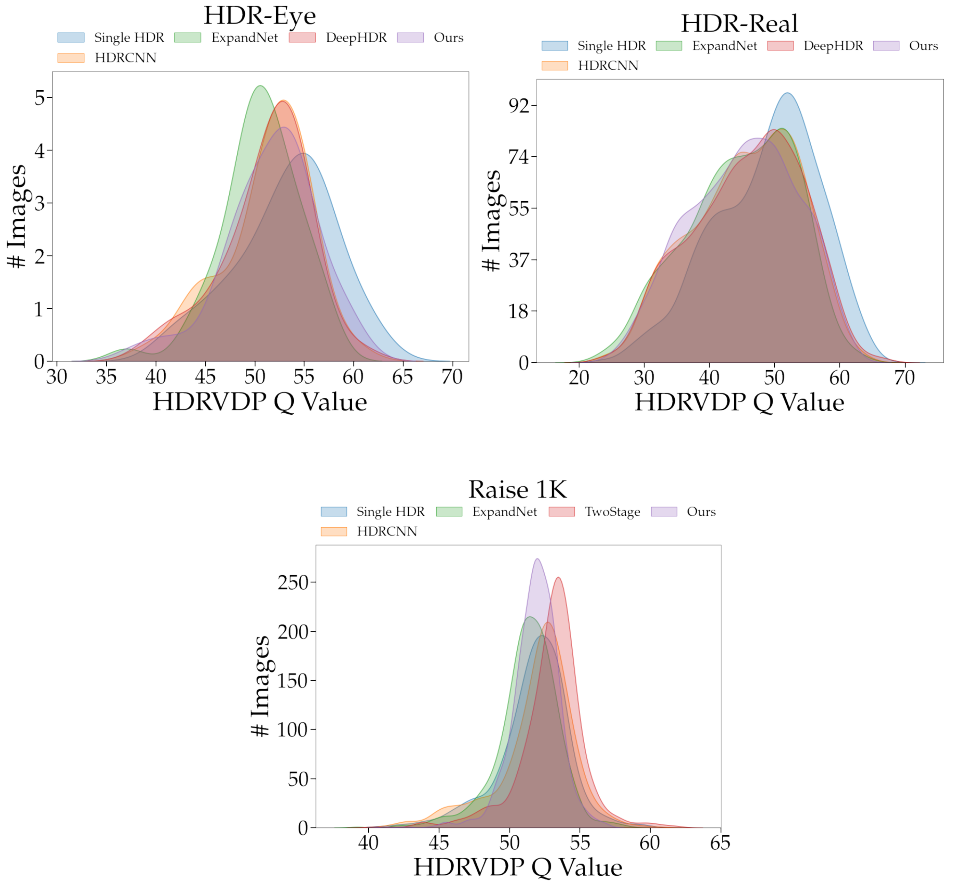 HDR-Eye
Single HDR ExpandNet DeepHDR Ours
HDRCNN
# Images
5
4
3
2
1
0
30 35 40 45 50 55 60 65 70
HDRVDP Q Value
HDR-Real
Single HDR ExpandNet DeepHDR Ours
HDRCNN
# Images
92
74
55
37
18
0
20 30 40 50 60 70
HDRVDP Q Value
Raise 1K
Single HDR ExpandNet TwoStage Ours
HDRCNN
# Images
250
200
150
100
50
0
40 45 50 55 60 65
HDRVDP Q Value